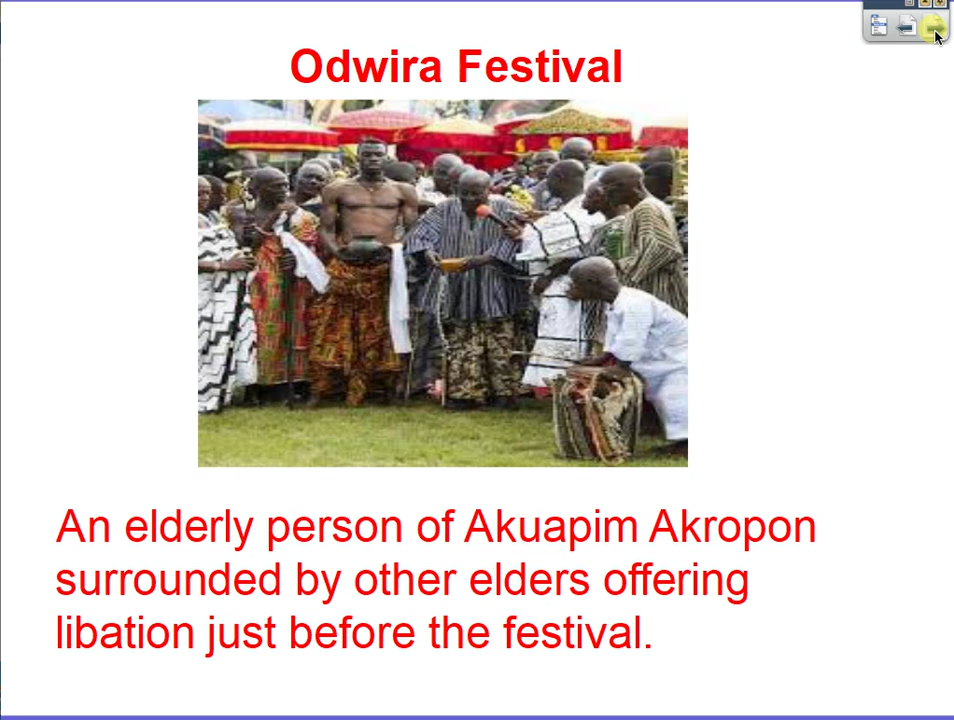 Odwira Festival
An elderly person of Akuapim Akropon
surrounded by other elders offering
libation just before the festival.